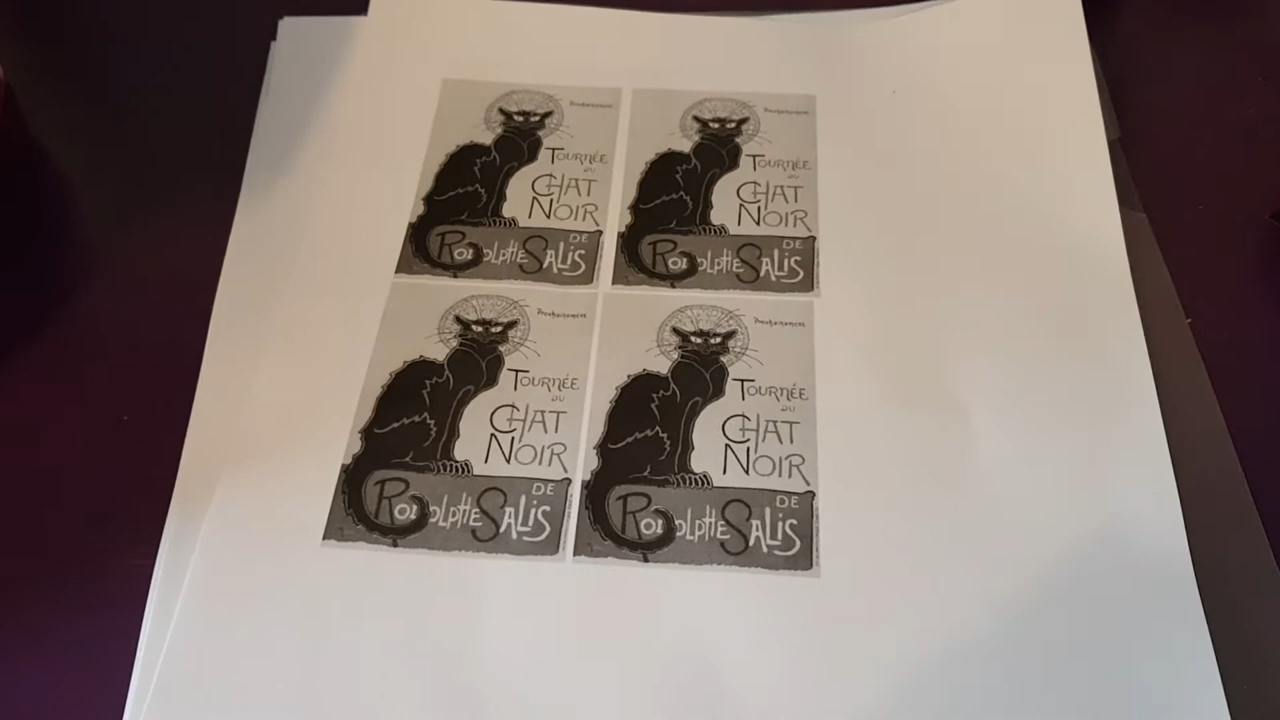 Prochainement
TOURNÉE
DU
CHAT
NOIR
DE
RODOLPHE SALIS
Prochainement
TOURNÉE
DU
CHAT
NOIR
DE
RODOLPHE SALIS
Prochainement
TOURNÉE
DU
CHAT
NOIR
DE
RODOLPHE SALIS
Prochainement
TOURNÉE
DU
CHAT
NOIR
DE
RODOLPHE SALIS